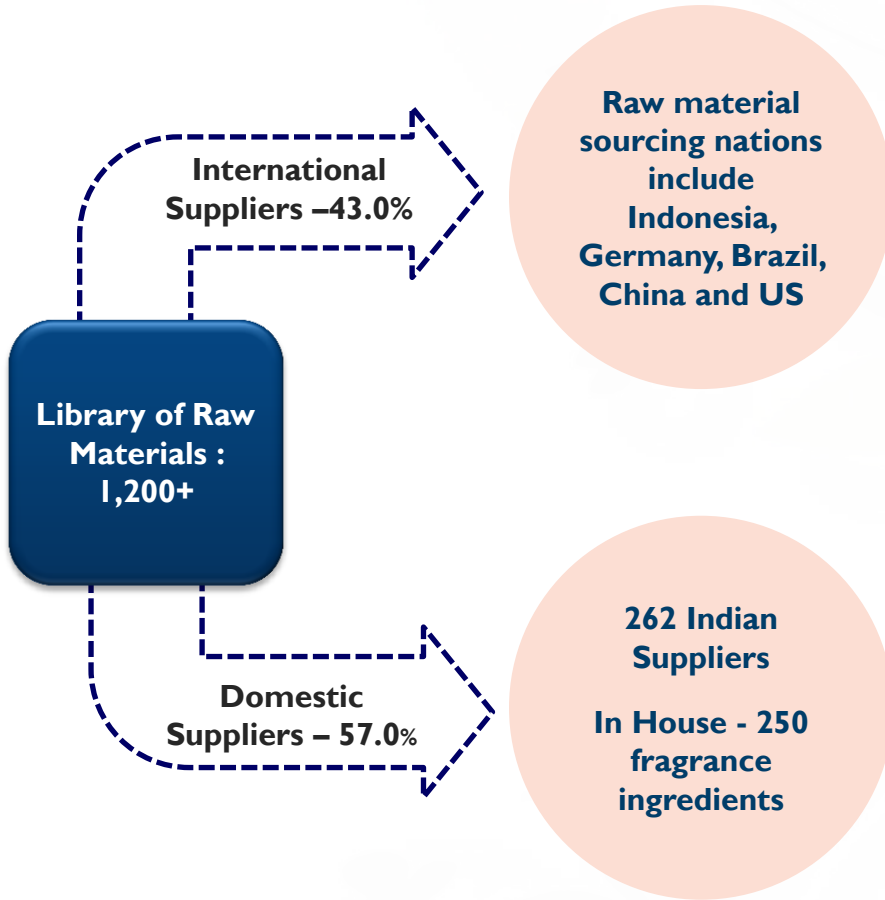 International
Suppliers –43.0%
Raw material
sourcing nations
include
Indonesia,
Germany, Brazil,
China and US
Library of Raw
Materials :
1,200+
Domestic
Suppliers – 57.0%
262 Indian
Suppliers
In House - 250
fragrance
ingredients